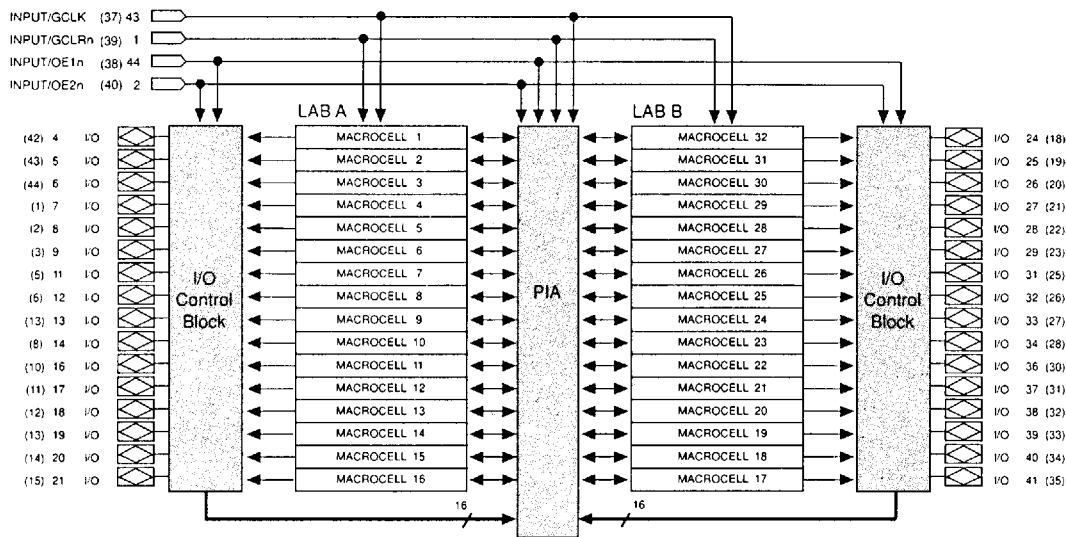 INPUT/GCLK (37) 43
INPUT/GCLRn (39) 1
INPUT/OE1n (38) 44
INPUT/OE2n (40) 2
LAB A LAB B
(42) 4 I/O MACROCELL 1 MACROCELL 32 I/O 24 (18)
(43) 5 I/O MACROCELL 2 MACROCELL 31 I/O 25 (19)
(44) 6 I/O MACROCELL 3 MACROCELL 30 I/O 26 (20)
(1) 7 I/O MACROCELL 4 MACROCELL 29 I/O 27 (21)
(2) 8 I/O MACROCELL 5 MACROCELL 28 I/O 28 (22)
(3) 9 I/O MACROCELL 6 MACROCELL 27 I/O 29 (23)
(5) 11 I/O MACROCELL 7 MACROCELL 26 I/O 31 (25)
(6) 12 I/O MACROCELL 8 MACROCELL 25 I/O 32 (26)
(13) 13 I/O MACROCELL 9 MACROCELL 24 I/O 33 (27)
(8) 14 I/O MACROCELL 10 MACROCELL 23 I/O 34 (28)
(10) 16 I/O MACROCELL 11 MACROCELL 22 I/O 36 (30)
(11) 17 I/O MACROCELL 12 MACROCELL 21 I/O 37 (31)
(12) 18 I/O MACROCELL 13 MACROCELL 20 I/O 38 (32)
(13) 19 I/O MACROCELL 14 MACROCELL 19 I/O 39 (33)
(14) 20 I/O MACROCELL 15 MACROCELL 18 I/O 40 (34)
(15) 21 I/O MACROCELL 16 MACROCELL 17 I/O 41 (35)
I/O
Control
Block
PIA
I/O
Control
Block
16 16